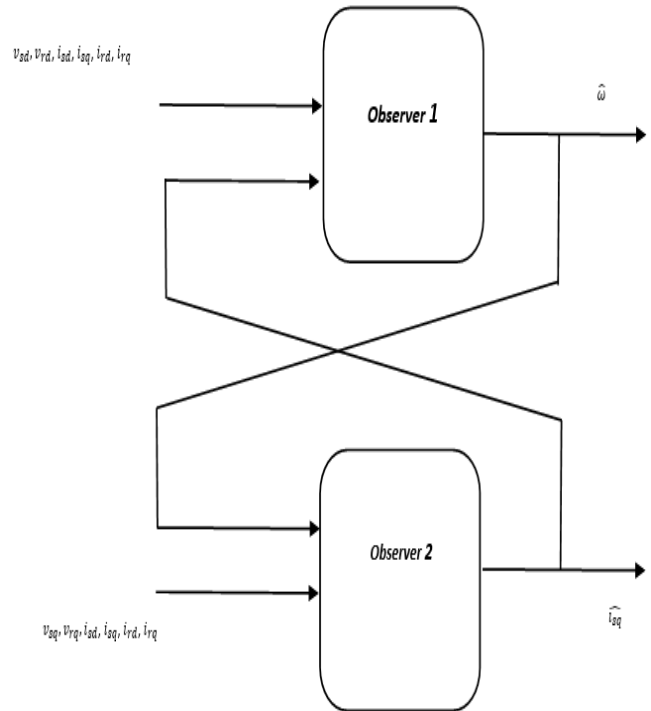 v_sd, v_rd, i_sd, i_sq, i_rd, i_rq
Observer 1
ω̂
Observer 2
v_sq, v_rq, i_sd, i_sq, i_rd, i_rq
î_sq